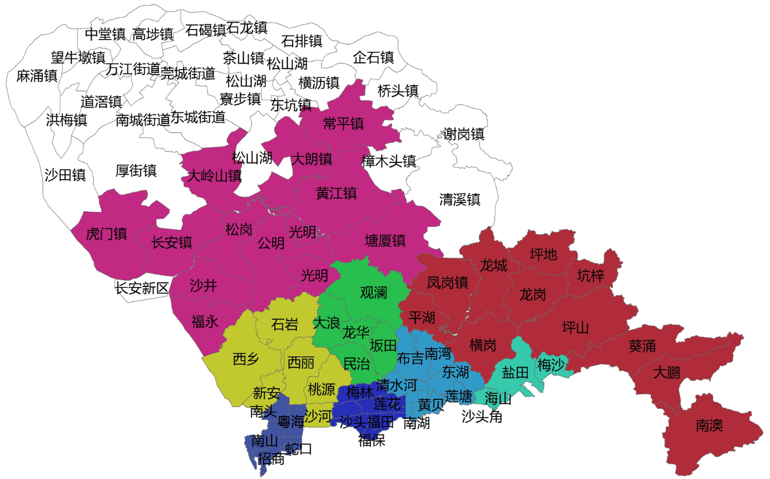 石龙镇
石碣镇
中堂镇
高埗镇
石排镇
望牛墩镇
茶山镇
企石镇
松山湖
万江街道
莞城街道
麻涌镇
松山湖
横沥镇
桥头镇
寮步镇
道滘镇
东坑镇
洪梅镇
南城街道
东城街道
常平镇
谢岗镇
松山湖
大朗镇
樟木头镇
厚街镇
沙田镇
大岭山镇
黄江镇
清溪镇
松岗
光明
虎门镇
长安镇
公明
塘厦镇
坪地
龙城
光明
坑梓
凤岗镇
沙井
长安新区
观澜
龙岗
福永
石岩
大浪
平湖
坪山
龙华
坂田
横岗
葵涌
西乡
西丽
民治
布吉
南湾
梅沙
东湖
盐田
大鹏
新安
桃源
梅林
清水河
莲塘
海山
南头
莲花
黄贝
沙河
沙头角
粤海
沙头
福田
南湖
南澳
南山
福保
蛇口
招商